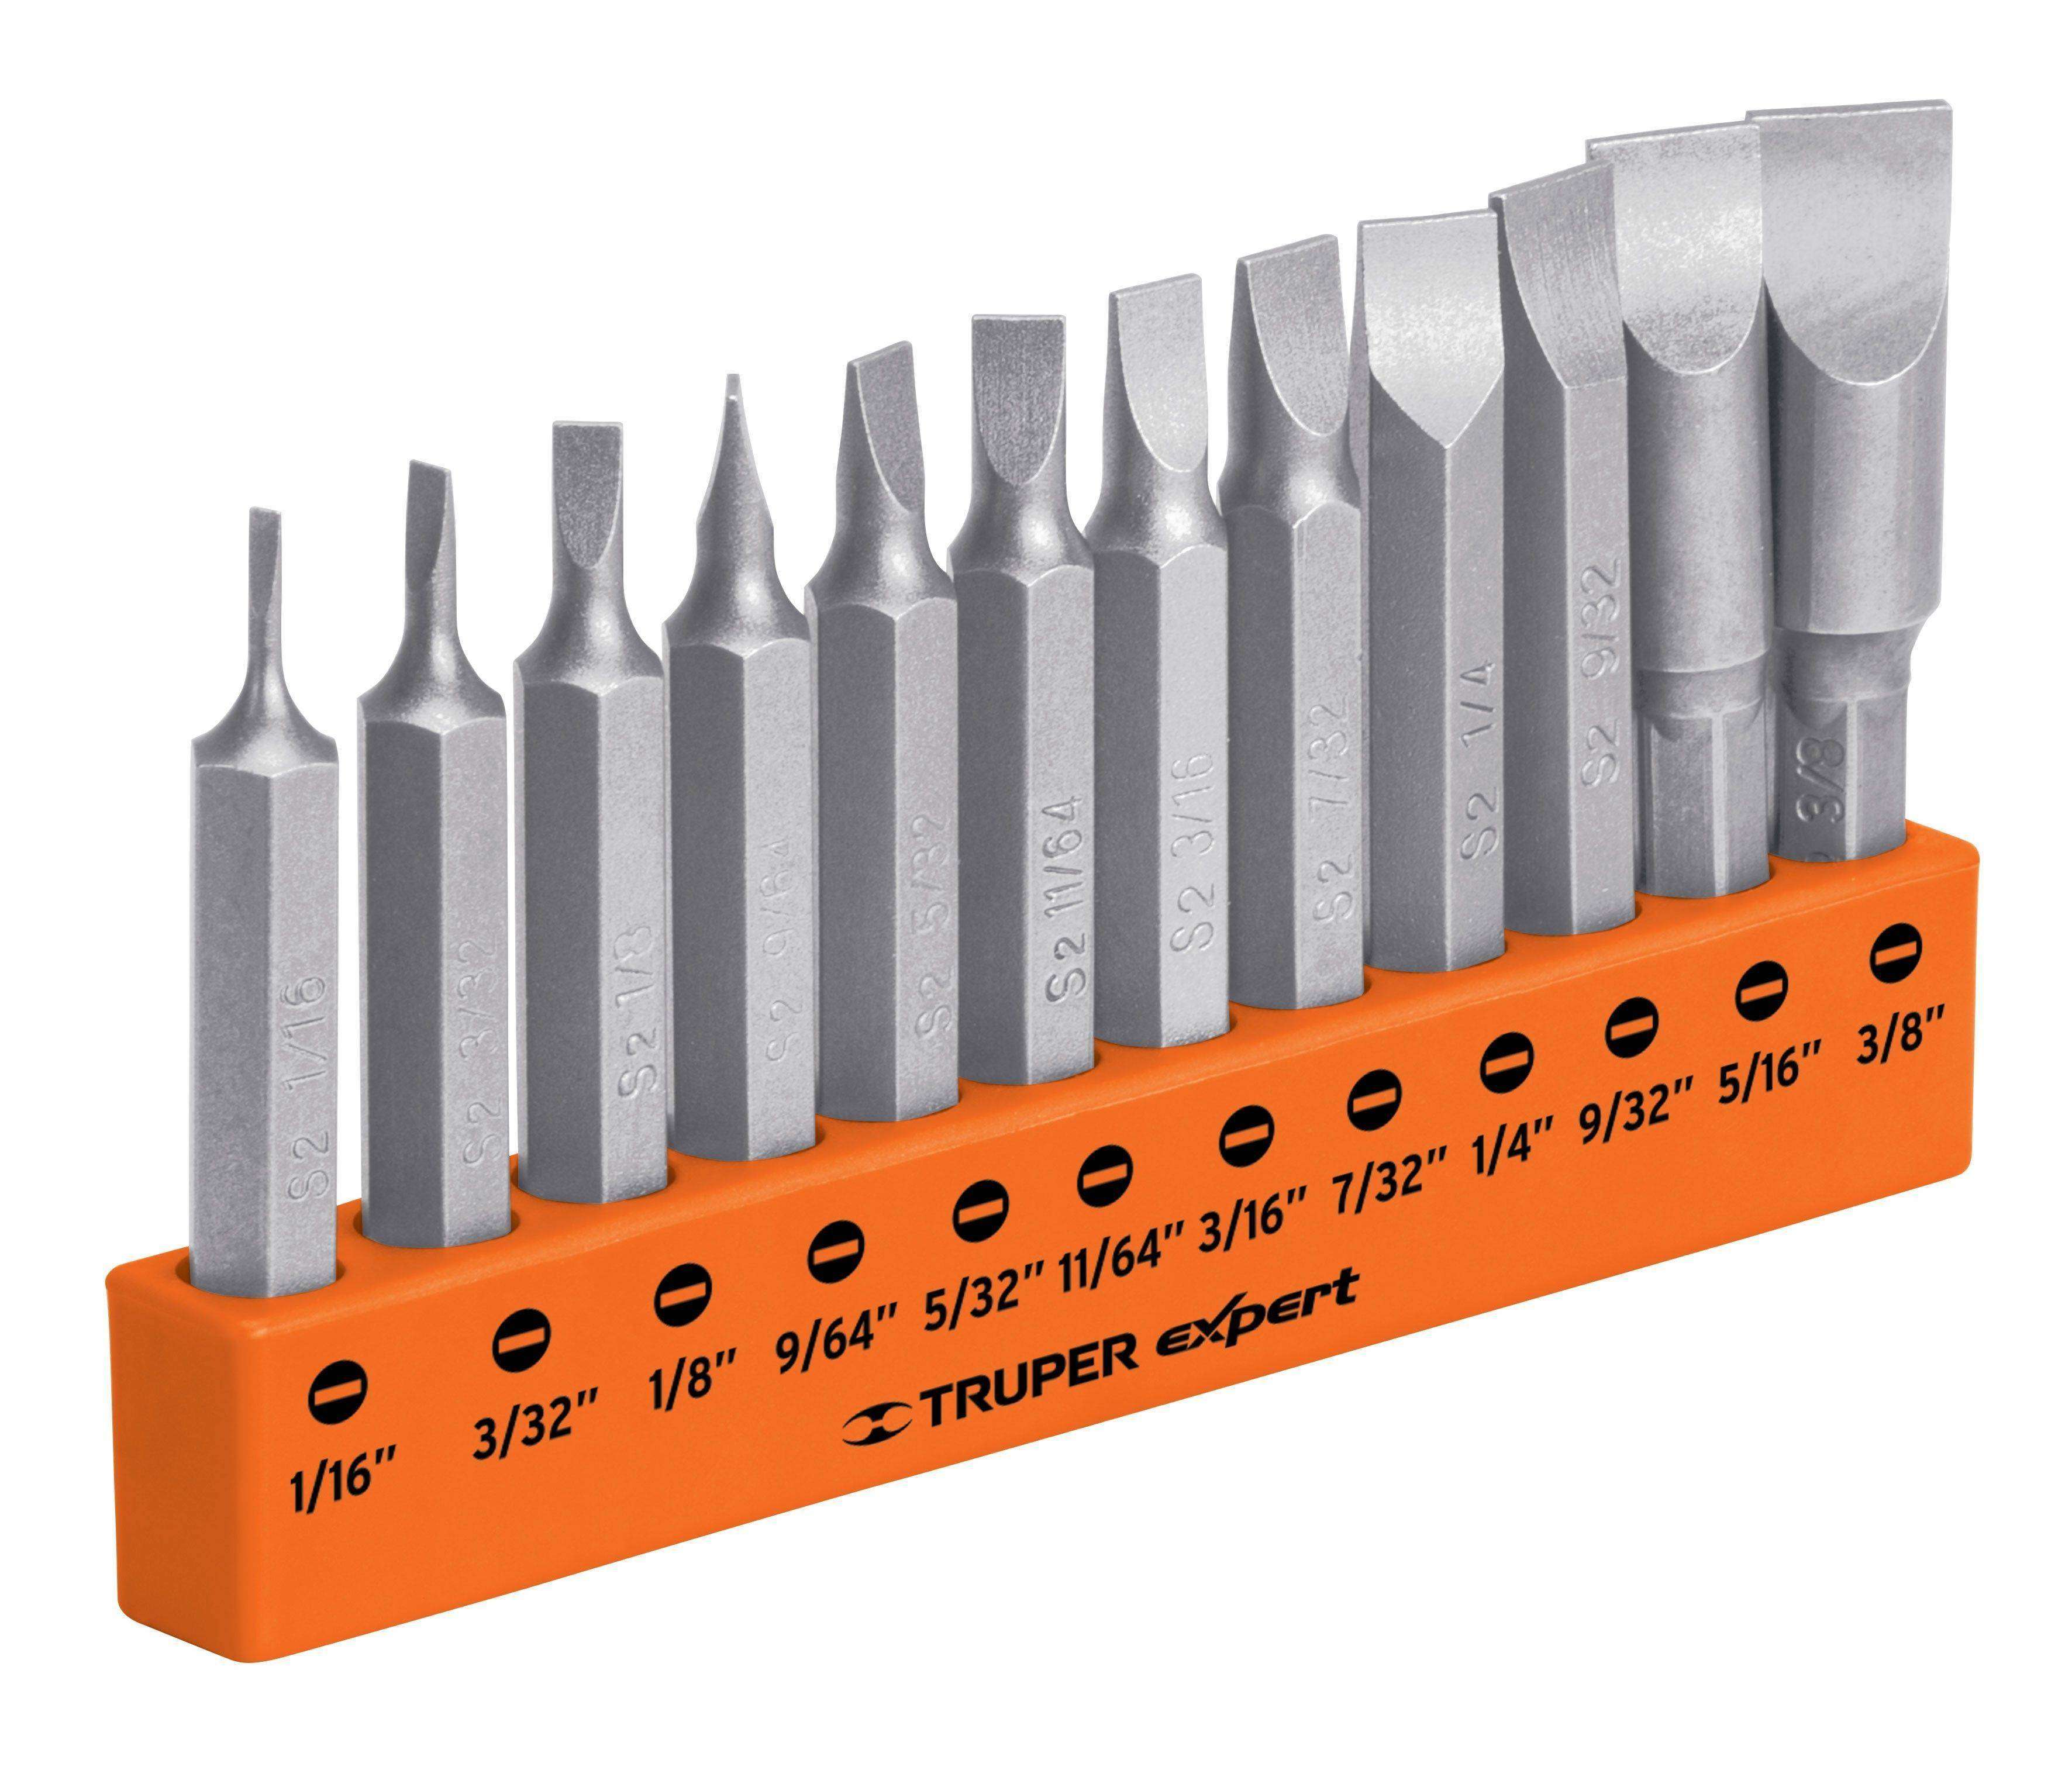 S2 1/16
S2 3/32
S2 1/8
S2 9/64
S2 5/32
S2 11/64
S2 3/16
S2 7/32
S2 1/4
S2 9/32
3/8
1/16"
3/32"
1/8"
9/64"
5/32"
11/64"
3/16"
7/32"
1/4"
9/32"
5/16"
3/8"
TRUPER expert